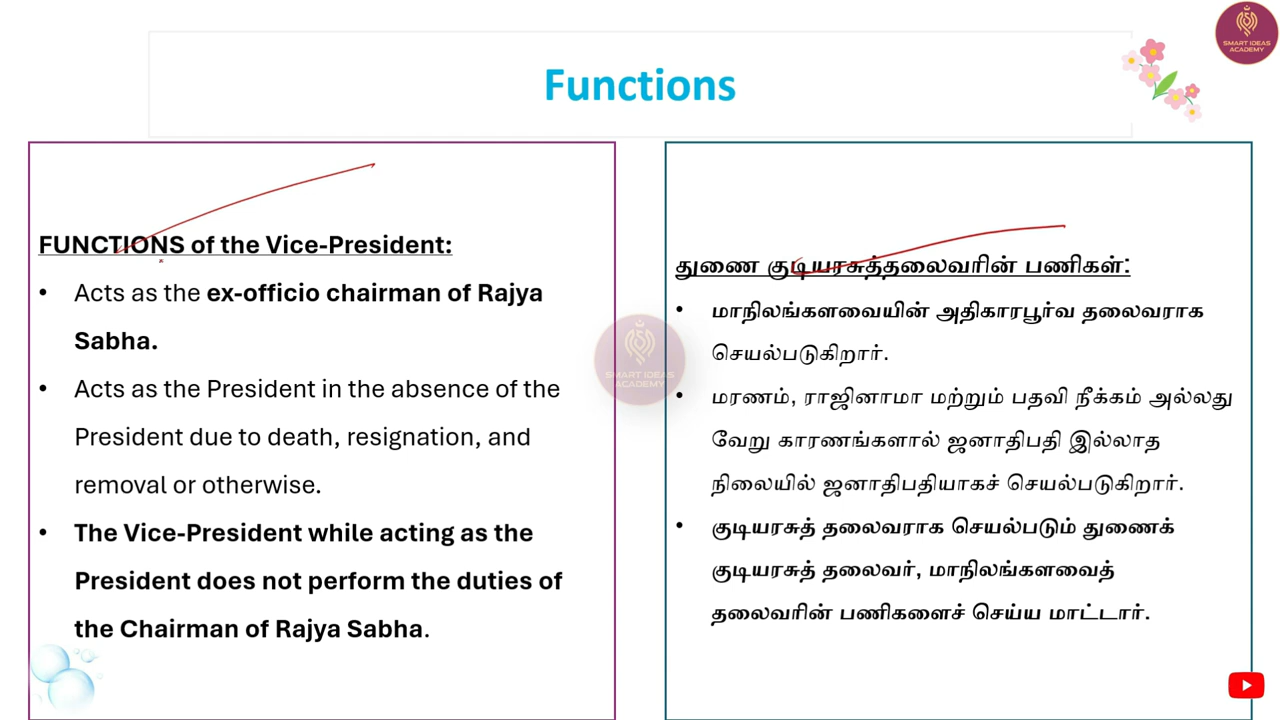 SMART IDEAS
ACADEMY
Functions
FUNCTIONS of the Vice-President:
• Acts as the ex-officio chairman of Rajya
Sabha.
• Acts as the President in the absence of the
President due to death, resignation, and
removal or otherwise.
• The Vice-President while acting as the
President does not perform the duties of
the Chairman of Rajya Sabha.
SMART IDEAS
ACADEMY
துணை குடியரசுத்தலைவரின் பணிகள்:
• மாநிலங்களவையின் அதிகாரபூர்வ தலைவராக
செயல்படுகிறார்.
• மரணம், ராஜினாமா மற்றும் பதவி நீக்கம் அல்லது
வேறு காரணங்களால் ஜனாதிபதி இல்லாத
நிலையில் ஜனாதிபதியாகச் செயல்படுகிறார்.
• குடியரசுத் தலைவராக செயல்படும் துணைக்
குடியரசுத் தலைவர், மாநிலங்களவைத்
தலைவரின் பணிகளைச் செய்ய மாட்டார்.